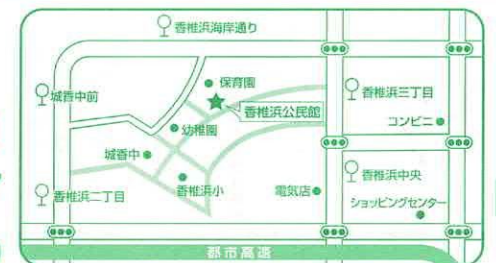 香椎浜海岸通り
保育園
城香中前
香椎浜三丁目
香椎浜公民館
コンビニ
幼稚園
城香中
香椎浜中央
香椎浜小
電気店
香椎浜二丁目
ショッピングセンター
都市高速